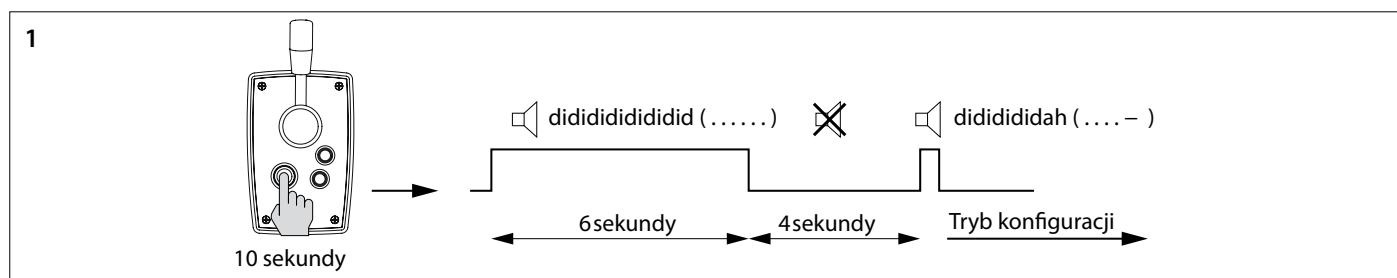 1
didididididididid ( . . . . . . )
didididididah ( . . . . – )
6 sekundy
4 sekundy
Tryb konfiguracji
10 sekundy